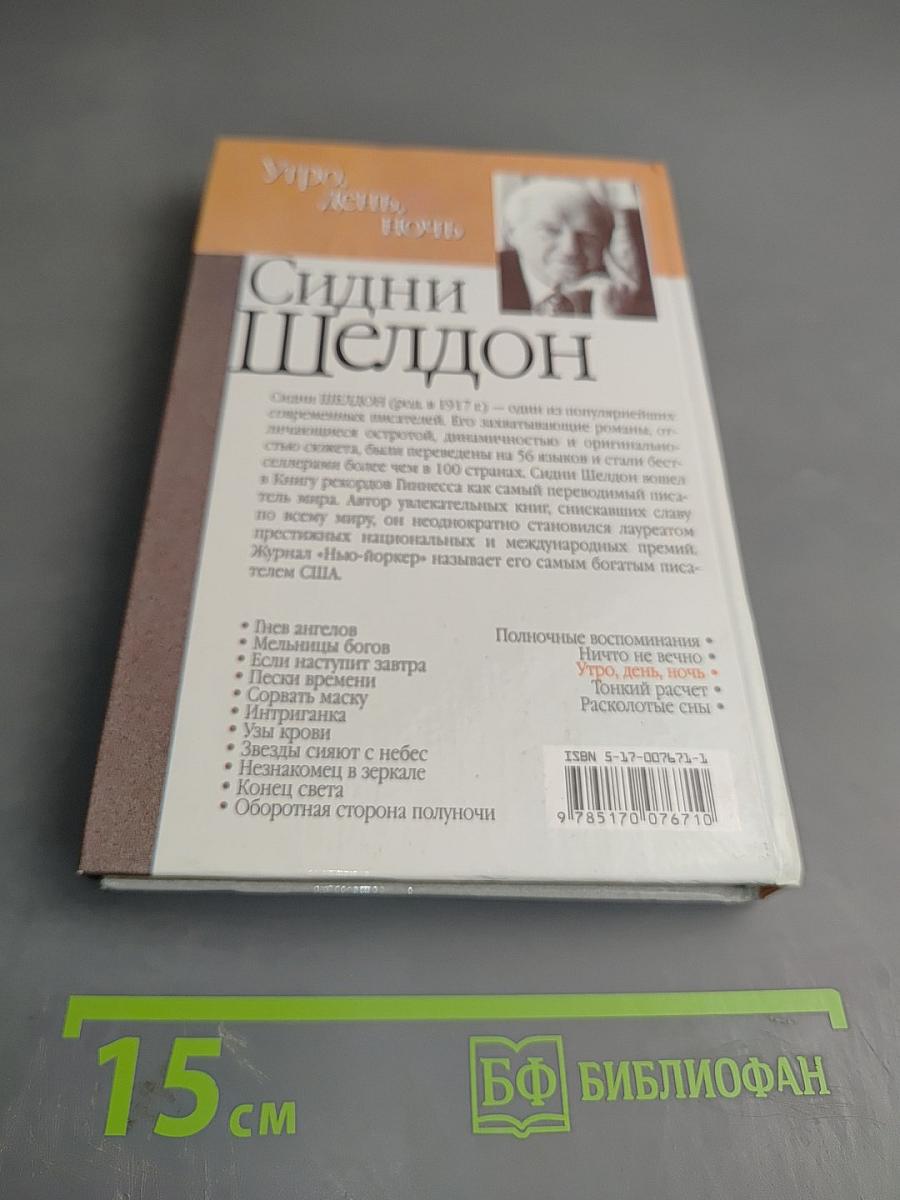 Утро,
день,
ночь
Сидни
Шелдон
Сидни ШЕЛДОН (род. в 1917 г.) — один из популярнейших
современных писателей. Его захватывающие романы, от-
личающиеся остротой, динамичностью и оригинально-
стью сюжета, были переведены на 56 языков и стали бест-
селлерами более чем в 100 странах. Сидни Шелдон вошел
в Книгу рекордов Гиннесса как самый переводимый писа-
тель мира. Автор увлекательных книг, снискавших славу
по всему миру, он неоднократно становился лауреатом
престижных национальных и международных премий.
Журнал «Нью-йоркер» называет его самым богатым писа-
телем США.
• Гнев ангелов
• Мельницы богов
• Если наступит завтра
• Пески времени
• Сорвать маску
• Интриганка
• Узы крови
• Звезды сияют с небес
• Незнакомец в зеркале
• Конец света
• Оборотная сторона полуночи
Полночные воспоминания •
Ничто не вечно •
Утро, день, ночь •
Тонкий расчет •
Расколотые сны •
ISBN 5-17-007671-1
9 785170 076710
15 см
БФ БИБЛИОФАН